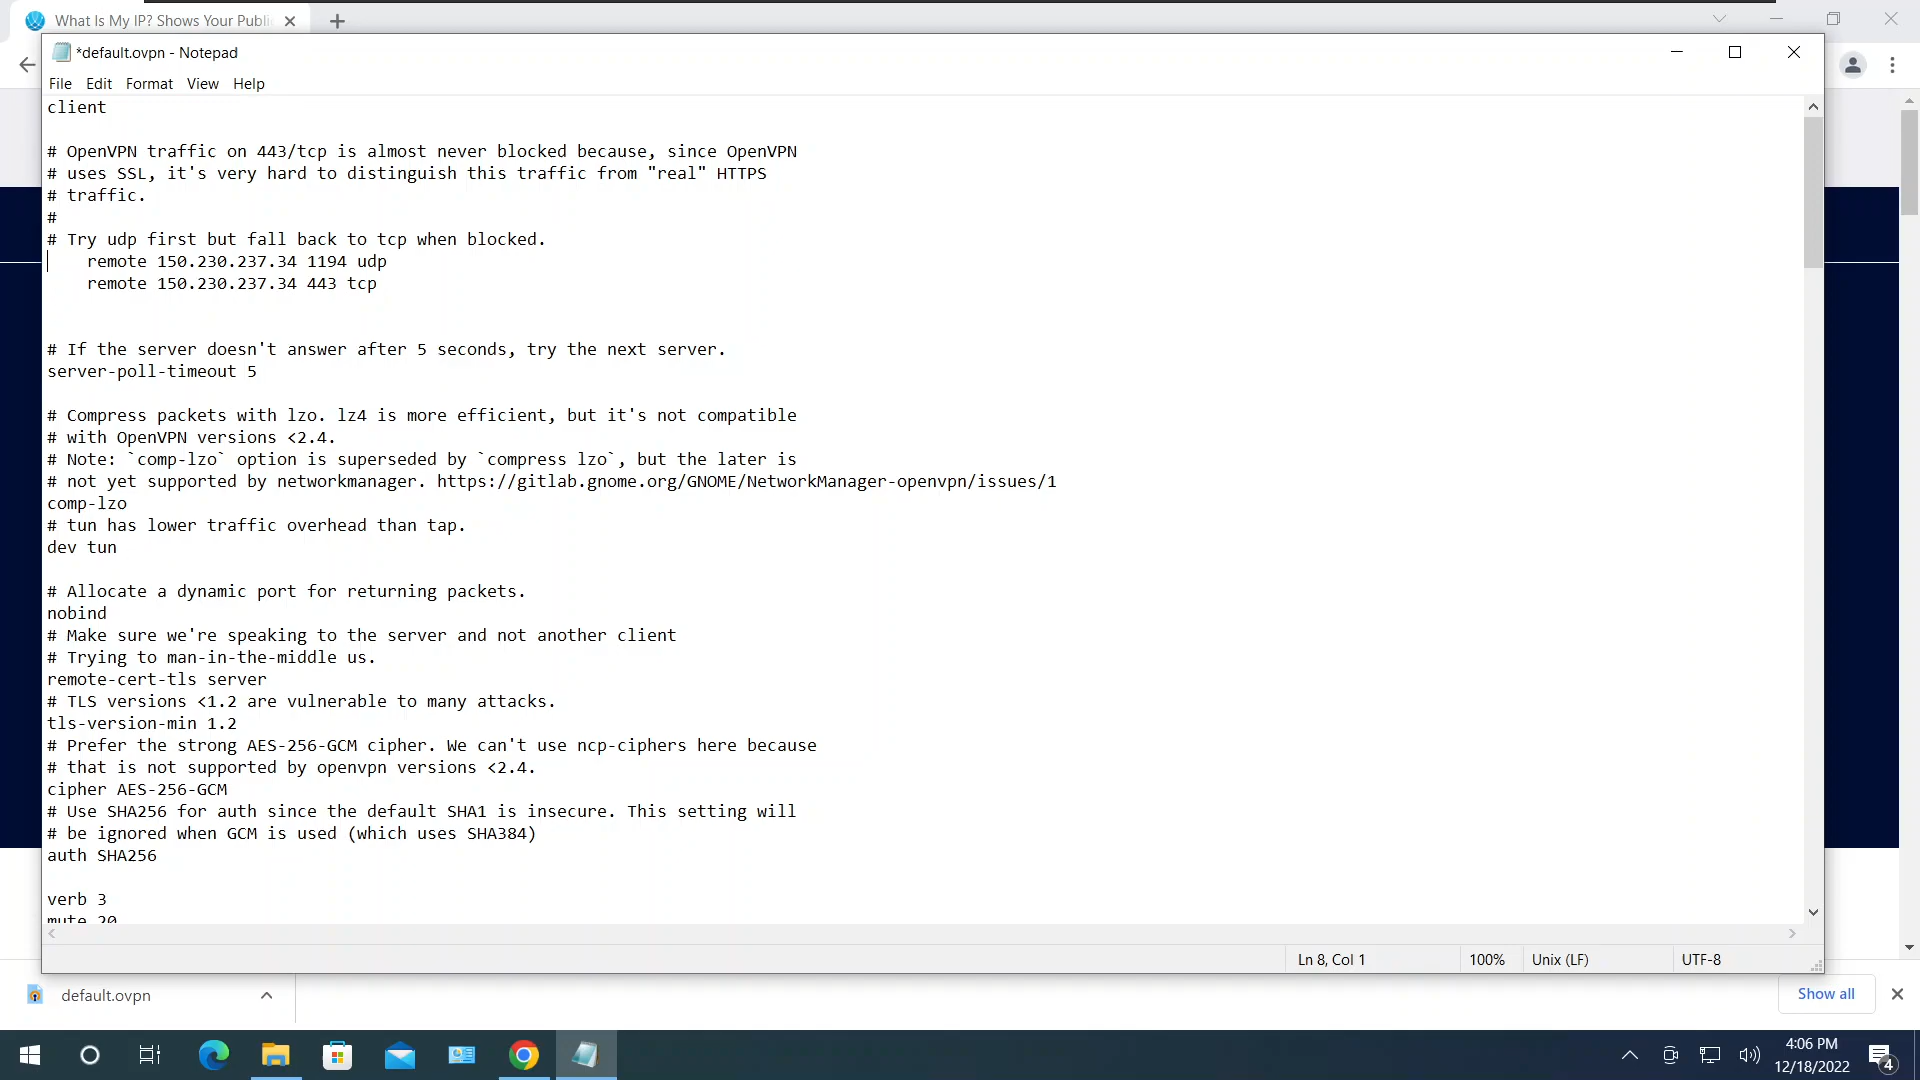 What Is My IP? Shows Your Publi
*default.ovpn - Notepad
File Edit Format View Help
client
# OpenVPN traffic on 443/tcp is almost never blocked because, since OpenVPN
# uses SSL, it's very hard to distinguish this traffic from "real" HTTPS
# traffic.
#
# Try udp first but fall back to tcp when blocked.
remote 150.230.237.34 1194 udp
remote 150.230.237.34 443 tcp
# If the server doesn't answer after 5 seconds, try the next server.
server-poll-timeout 5
# Compress packets with lzo. lz4 is more efficient, but it's not compatible
# with OpenVPN versions <2.4.
# Note: `comp-lzo` option is superseded by `compress lzo`, but the later is
# not yet supported by networkmanager. https://gitlab.gnome.org/GNOME/NetworkManager-openvpn/issues/1
comp-lzo
# tun has lower traffic overhead than tap.
dev tun
# Allocate a dynamic port for returning packets.
nobind
# Make sure we're speaking to the server and not another client
# Trying to man-in-the-middle us.
remote-cert-tls server
# TLS versions <1.2 are vulnerable to many attacks.
tls-version-min 1.2
# Prefer the strong AES-256-GCM cipher. We can't use ncp-ciphers here because
# that is not supported by openvpn versions <2.4.
cipher AES-256-GCM
# Use SHA256 for auth since the default SHA1 is insecure. This setting will
# be ignored when GCM is used (which uses SHA384)
auth SHA256
verb 3
mute 20
Ln 8, Col 1 100% Unix (LF) UTF-8
default.ovpn Show all
4:06 PM
12/18/2022
4